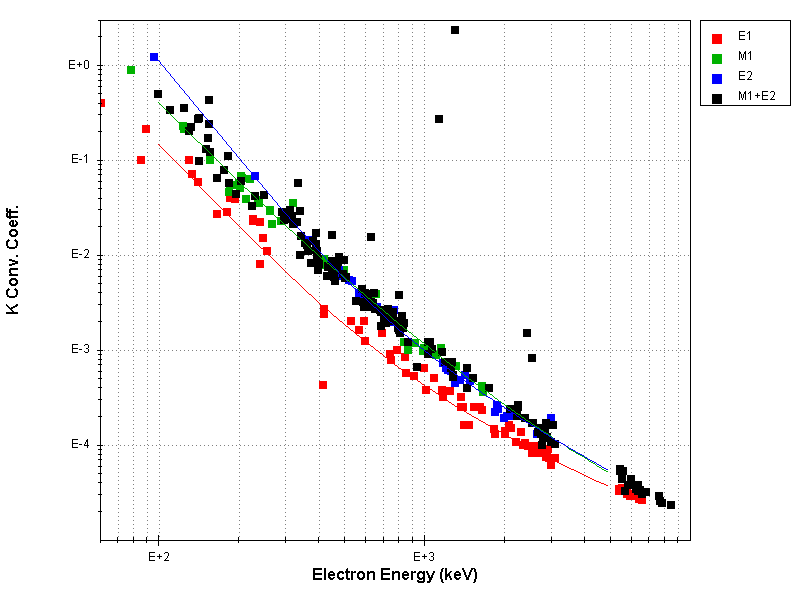 E1
M1
E2
M1+E2
E+0
E-1
E-2
E-3
E-4
K Conv. Coeff.
E+2
E+3
Electron Energy (keV)